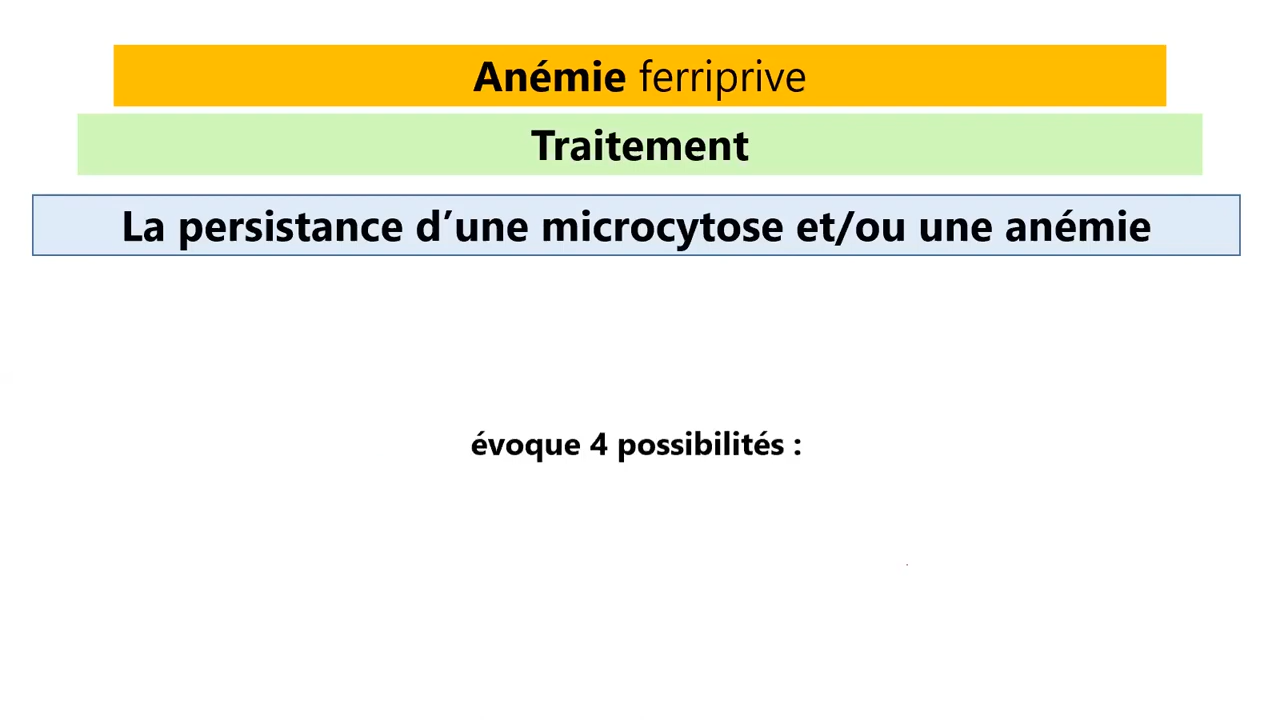 Anémie ferriprive
Traitement
La persistance d’une microcytose et/ou une anémie
évoque 4 possibilités :